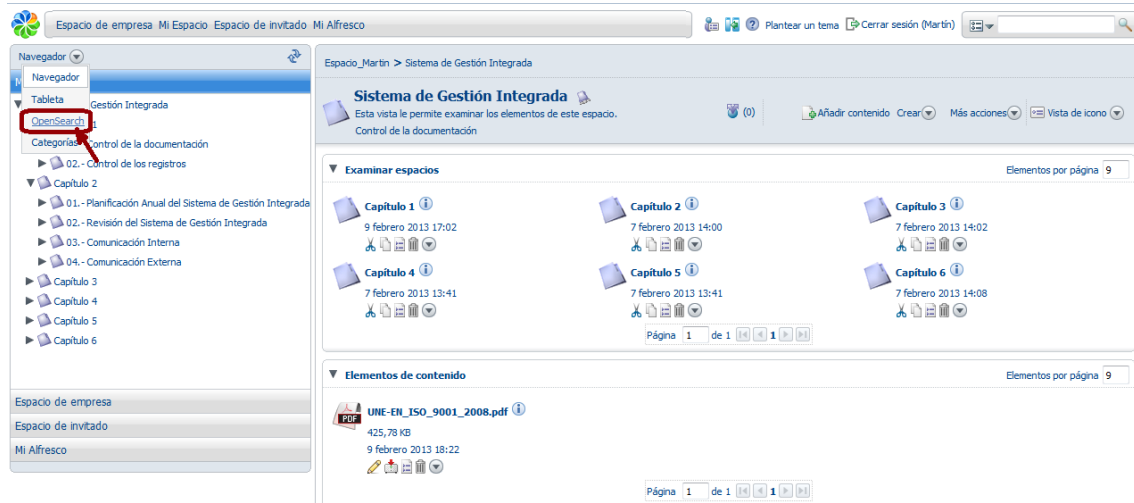 Espacio de empresa Mi Espacio Espacio de invitado Mi Alfresco
Plantear un tema Cerrar sesión (Martín)
Navegador
Navegador
Tableta
OpenSearch
Categorías
M
Gestión Integrada
1
Control de la documentación
02.- Control de los registros
Capítulo 2
01.- Planificación Anual del Sistema de Gestión Integrada
02.- Revisión del Sistema de Gestión Integrada
03.- Comunicación Interna
04.- Comunicación Externa
Capítulo 3
Capítulo 4
Capítulo 5
Capítulo 6
Espacio de empresa
Espacio de invitado
Mi Alfresco
Espacio_Martin > Sistema de Gestión Integrada
Sistema de Gestión Integrada
Esta vista le permite examinar los elementos de este espacio.
Control de la documentación
(0)
Añadir contenido Crear Más acciones Vista de icono
Examinar espacios Elementos por página 9
Capítulo 1 Capítulo 2 Capítulo 3
9 febrero 2013 17:02 7 febrero 2013 14:00 7 febrero 2013 14:02
Capítulo 4 Capítulo 5 Capítulo 6
7 febrero 2013 13:41 7 febrero 2013 13:41 7 febrero 2013 14:08
Página 1 de 1 1
Elementos de contenido Elementos por página 9
PDF
UNE-EN_ISO_9001_2008.pdf
425,78 KB
9 febrero 2013 18:22
Página 1 de 1 1